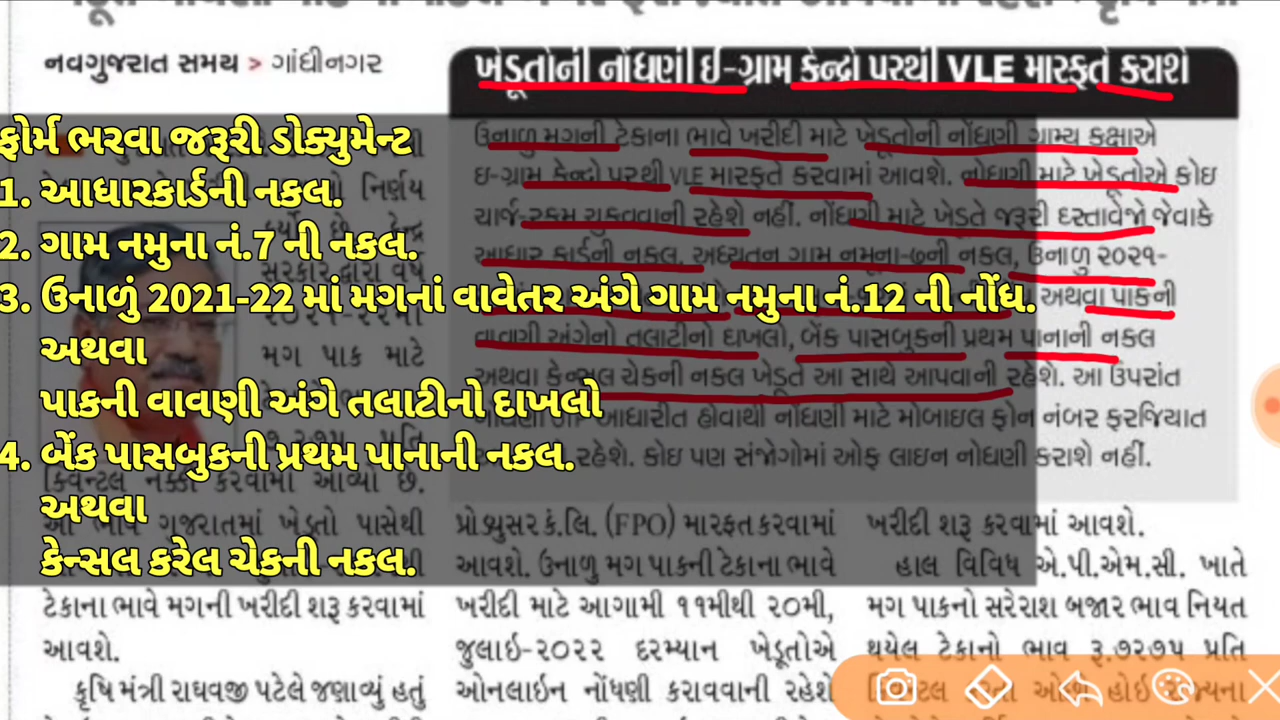 નવગુજરાત સમય > ગાંધીનગર
ખેડૂતોની નોંધણી ઈ-ગ્રામ કેન્દ્રો પરથી VLE મારફતે કરાશે
ઉનાળુ મગની ટેકાના ભાવે ખરીદી માટે ખેડૂતોની નોંધણી ગ્રામ્ય કક્ષાએ
ઇ-ગ્રામ કેન્દ્રો પરથી VLE મારફતે કરવામાં આવશે. નોંધણી માટે ખેડૂતોએ કોઇ
ચાર્જ-રકમ ચુકવવાની રહેશે નહીં. નોંધણી માટે ખેડૂતે જરૂરી દસ્તાવેજો જેવાકે
આધાર કાર્ડની નકલ, અદ્યતન ગામ નમૂના-૭ની નકલ, ઉનાળુ ૨૦૨૧-
અથવા પાકની
વાવણી અંગેનો તલાટીનો દાખલો, બેંક પાસબુકની પ્રથમ પાનાની નકલ
અથવા કેન્સલ ચેકની નકલ ખેડૂતે આ સાથે આપવાની રહેશે. આ ઉપરાંત
આધારીત હોવાથી નોંધણી માટે મોબાઇલ ફોન નંબર ફરજિયાત
રહેશે. કોઇ પણ સંજોગોમાં ઓફ લાઇન નોંધણી કરાશે નહીં.
ફોર્મ ભરવા જરૂરી ડોક્યુમેન્ટ
1. આધારકાર્ડની નકલ.
2. ગામ નમુના નં.7 ની નકલ.
3. ઉનાળું 2021-22 માં મગનાં વાવેતર અંગે ગામ નમુના નં.12 ની નોંધ.
અથવા
પાકની વાવણી અંગે તલાટીનો દાખલો
4. બેંક પાસબુકની પ્રથમ પાનાની નકલ.
અથવા
કેન્સલ કરેલ ચેકની નકલ.
નિર્ણય
કેન્દ્ર
સરકાર દ્વારા વર્ષ
મગ પાક માટે
ક્વિન્ટલ નક્કી કરવામાં આવ્યો છે.
આ ભાવે ગુજરાતમાં ખેડૂતો પાસેથી
ટેકાના ભાવે મગની ખરીદી શરૂ કરવામાં
આવશે.
કૃષિ મંત્રી રાઘવજી પટેલે જણાવ્યું હતું
પ્રોડ્યુસર કં.લિ. (FPO) મારફત કરવામાં
આવશે. ઉનાળુ મગ પાકની ટેકાના ભાવે
ખરીદી માટે આગામી ૧૧મીથી ૨૦મી,
જુલાઇ-૨૦૨૨ દરમ્યાન ખેડૂતોએ
ઓનલાઇન નોંધણી કરાવવાની રહેશે
ખરીદી શરૂ કરવામાં આવશે.
હાલ વિવિધ એ.પી.એમ.સી. ખાતે
મગ પાકનો સરેરાશ બજાર ભાવ નિયત
થયેલ ટેકાનો ભાવ રૂ.૭૨૭૫ પ્રતિ